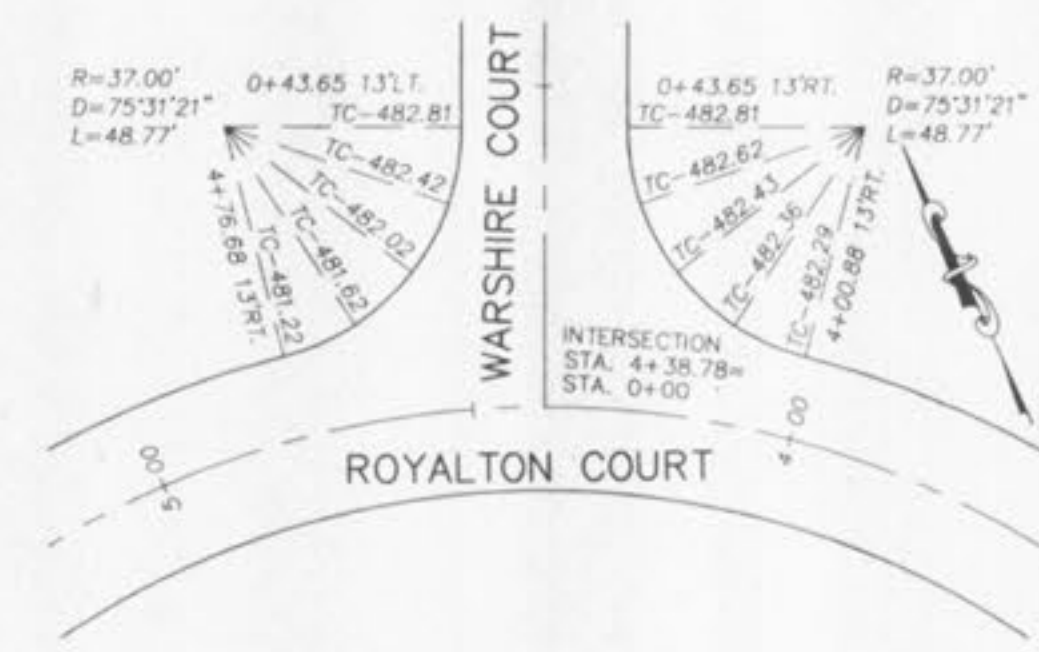 R=37.00'
D=75°31'21"
L=48.77'
0+43.65 13'LT.
TC-482.81
TC-482.42
TC-482.02
TC-481.62
TC-481.22
4+76.68 13'RT.
WARSHIRE COURT
0+43.65 13'RT.
TC-482.81
TC-482.62
TC-482.43
TC-482.36
TC-482.29
4+00.88 13'RT.
R=37.00'
D=75°31'21"
L=48.77'
INTERSECTION
STA. 4+38.78=
STA. 0+00
5+00
4+00
ROYALTON COURT